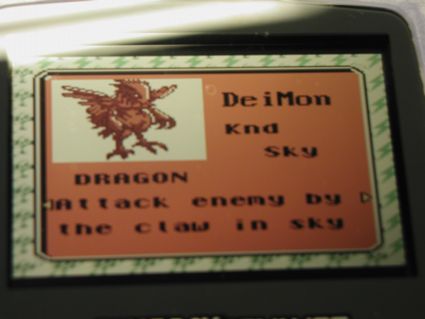 DeiMon
Knd
Sky
DRAGON
Attack enemy by
the claw in sky